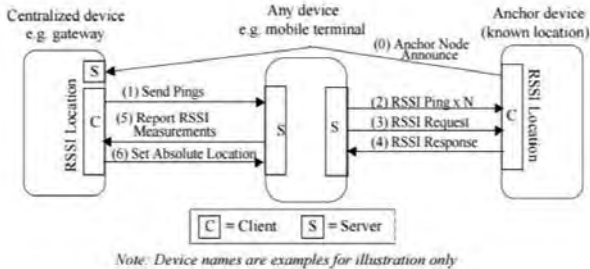 Centralized device
e.g. gateway
Any device
e.g. mobile terminal
Anchor device
(known location)
(0) Anchor Node
Announce
S
RSSI Location
C
(1) Send Pings
(5) Report RSSI
Measurements
(6) Set Absolute Location
S
S
(2) RSSI Ping x N
(3) RSSI Request
(4) RSSI Response
C
RSSI Location
C = Client S = Server
Note: Device names are examples for illustration only